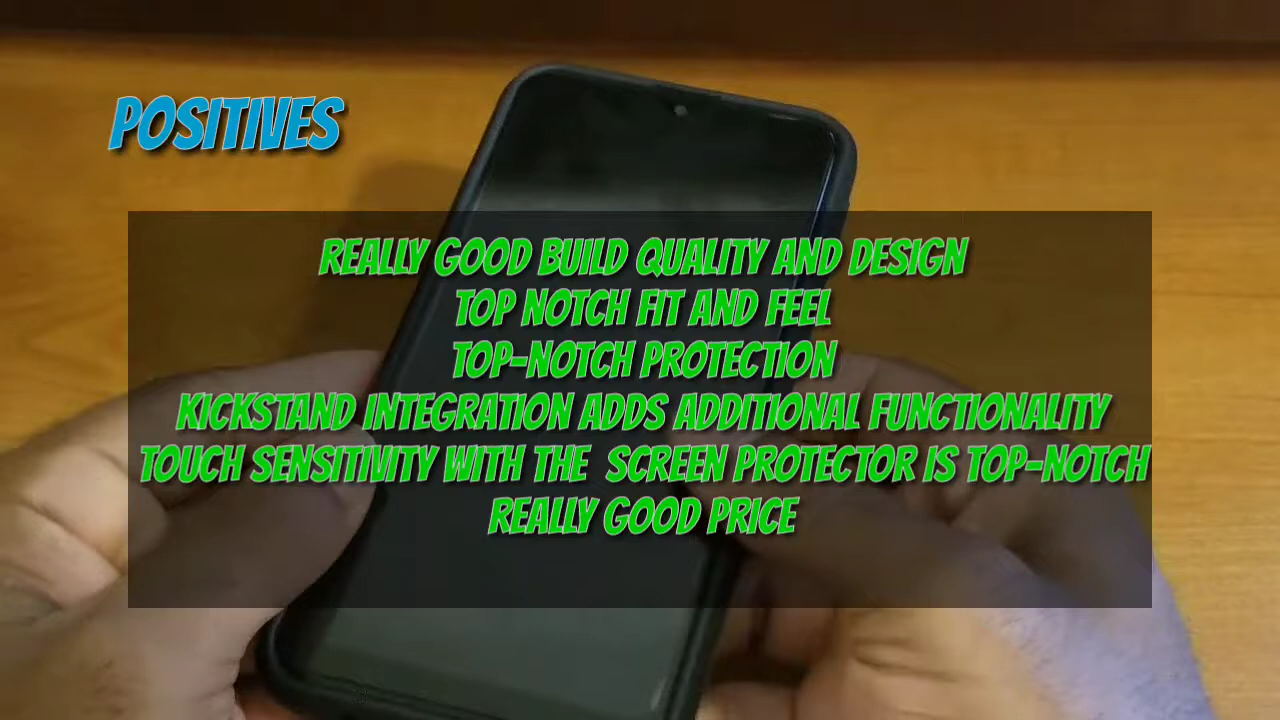 POSITIVES
REALLY GOOD BUILD QUALITY AND DESIGN
TOP NOTCH FIT AND FEEL
TOP-NOTCH PROTECTION
KICKSTAND INTEGRATION ADDS ADDITIONAL FUNCTIONALITY
TOUCH SENSITIVITY WITH THE SCREEN PROTECTOR IS TOP-NOTCH
REALLY GOOD PRICE